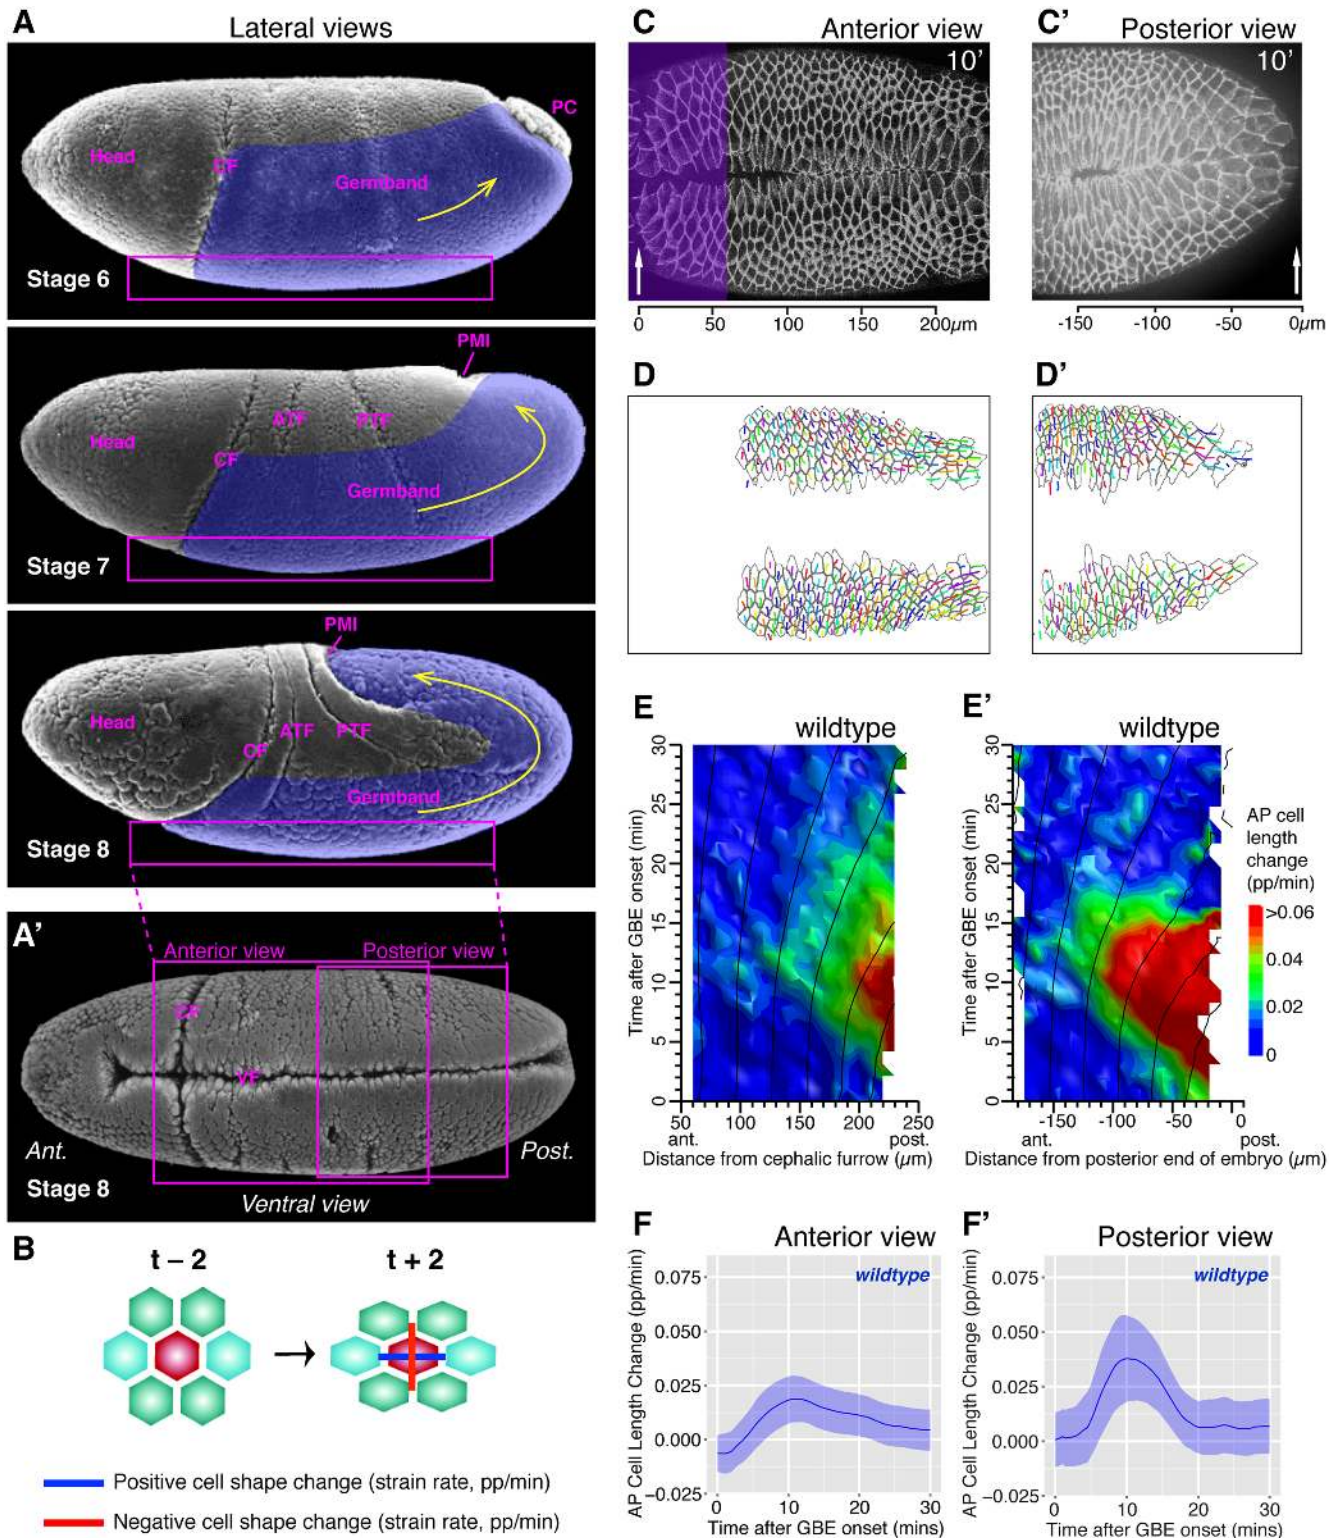 A
Lateral views
PC
Head
CF
Germband
Stage 6
PMI
Head
ATF
PTF
CF
Germband
Stage 7
PMI
Head
ATF
PTF
CF
Germband
Stage 8
A'
Anterior view
Posterior view
CF
VF
Ant.
Post.
Stage 8
Ventral view
B
t – 2
t + 2
Positive cell shape change (strain rate, pp/min)
Negative cell shape change (strain rate, pp/min)
C
Anterior view
10'
0 50 100 150 200µm
C'
Posterior view
10'
-150 -100 -50 0µm
D
D'
E
wildtype
Time after GBE onset (min)
30
25
20
15
10
5
0
50 100 150 200 250
ant. post.
Distance from cephalic furrow (µm)
E'
wildtype
Time after GBE onset (min)
30
25
20
15
10
5
0
-150 -100 -50 0
ant. post.
Distance from posterior end of embryo (µm)
AP cell
length
change
(pp/min)
>0.06
0.04
0.02
0
F
Anterior view
wildtype
AP Cell Length Change (pp/min)
0.075
0.050
0.025
0.000
−0.025
0 10 20 30
Time after GBE onset (mins)
F'
Posterior view
wildtype
AP Cell Length Change (pp/min)
0.075
0.050
0.025
0.000
−0.025
0 10 20 30
Time after GBE onset (mins)